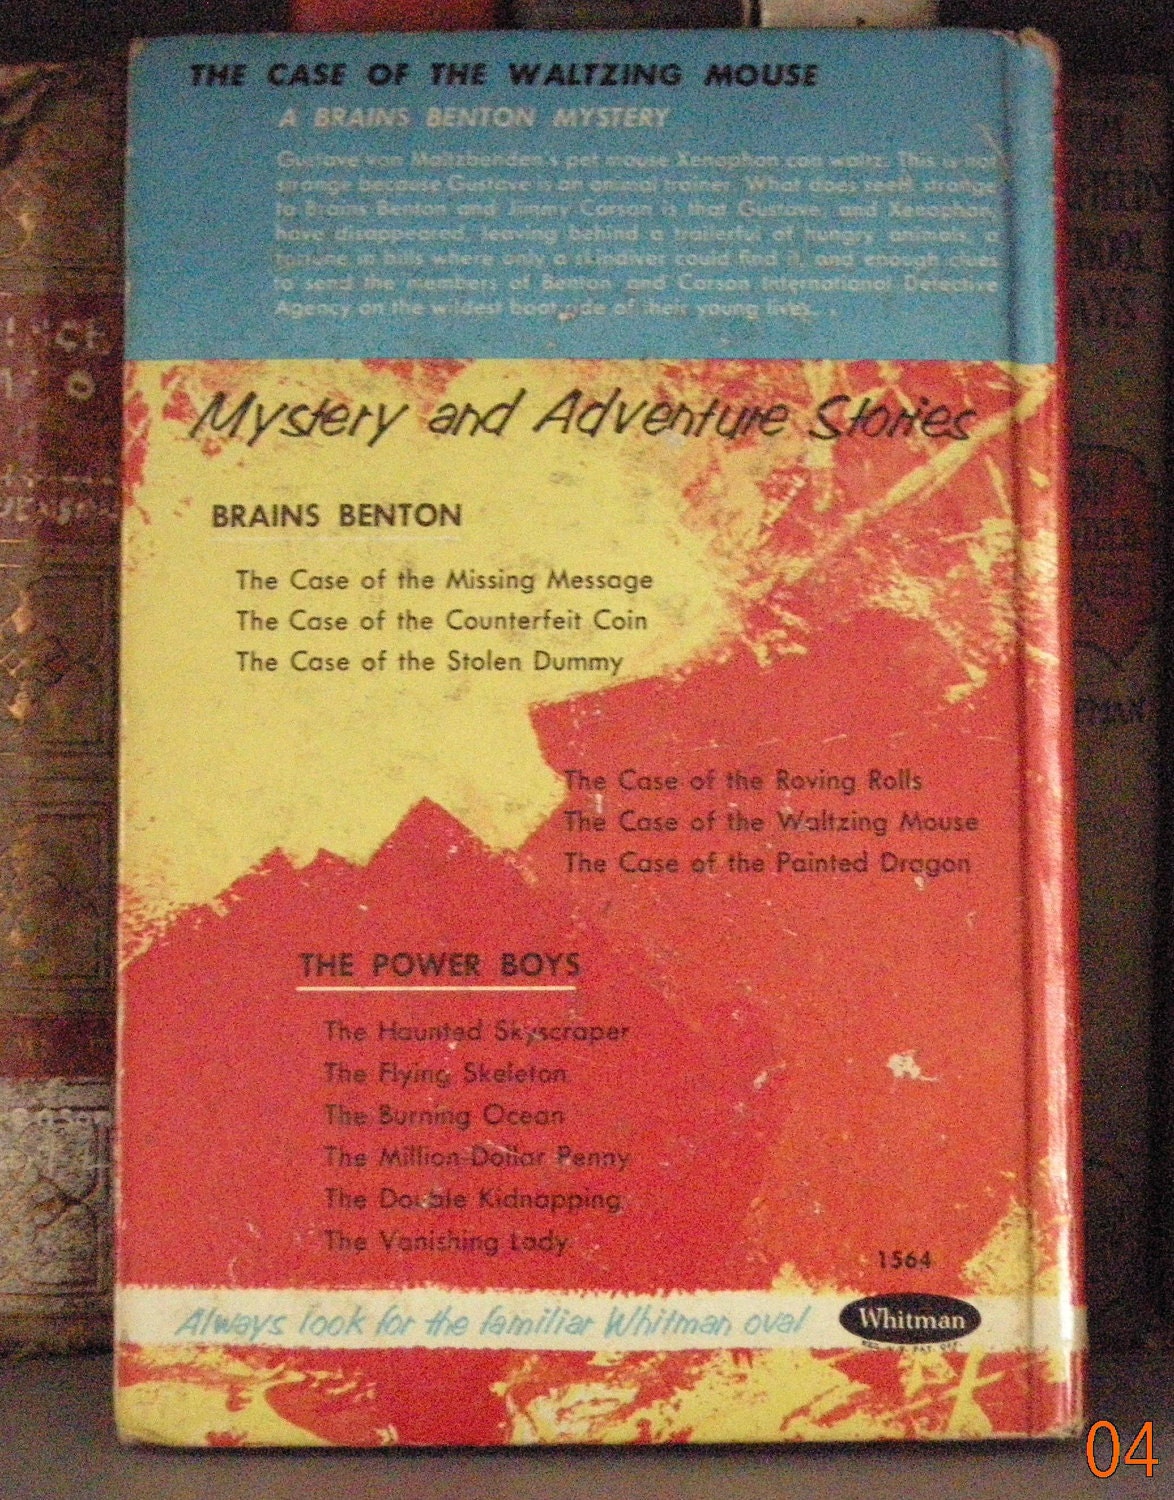 THE CASE OF THE WALTZING MOUSE
A BRAINS BENTON MYSTERY
Gustave van Maltzbenden's pet mouse Xenophon can waltz. This is not
strange because Gustave is an animal trainer. What does seem strange
to Brains Benton and Jimmy Carson is that Gustave, and Xenophon,
have disappeared, leaving behind a trailerful of hungry animals, a
fortune in bills where only a skindiver could find it, and enough clues
to send the members of Benton and Carson International Detective
Agency on the wildest boat ride of their young lives. . .
Mystery and Adventure Stories
BRAINS BENTON
The Case of the Missing Message
The Case of the Counterfeit Coin
The Case of the Stolen Dummy
The Case of the Roving Rolls
The Case of the Waltzing Mouse
The Case of the Painted Dragon
THE POWER BOYS
The Haunted Skyscraper
The Flying Skeleton
The Burning Ocean
The Million-Dollar Penny
The Double Kidnapping
The Vanishing Lady
1564
Always look for the familiar Whitman oval
Whitman
REG. U.S. PAT. OFF.
04